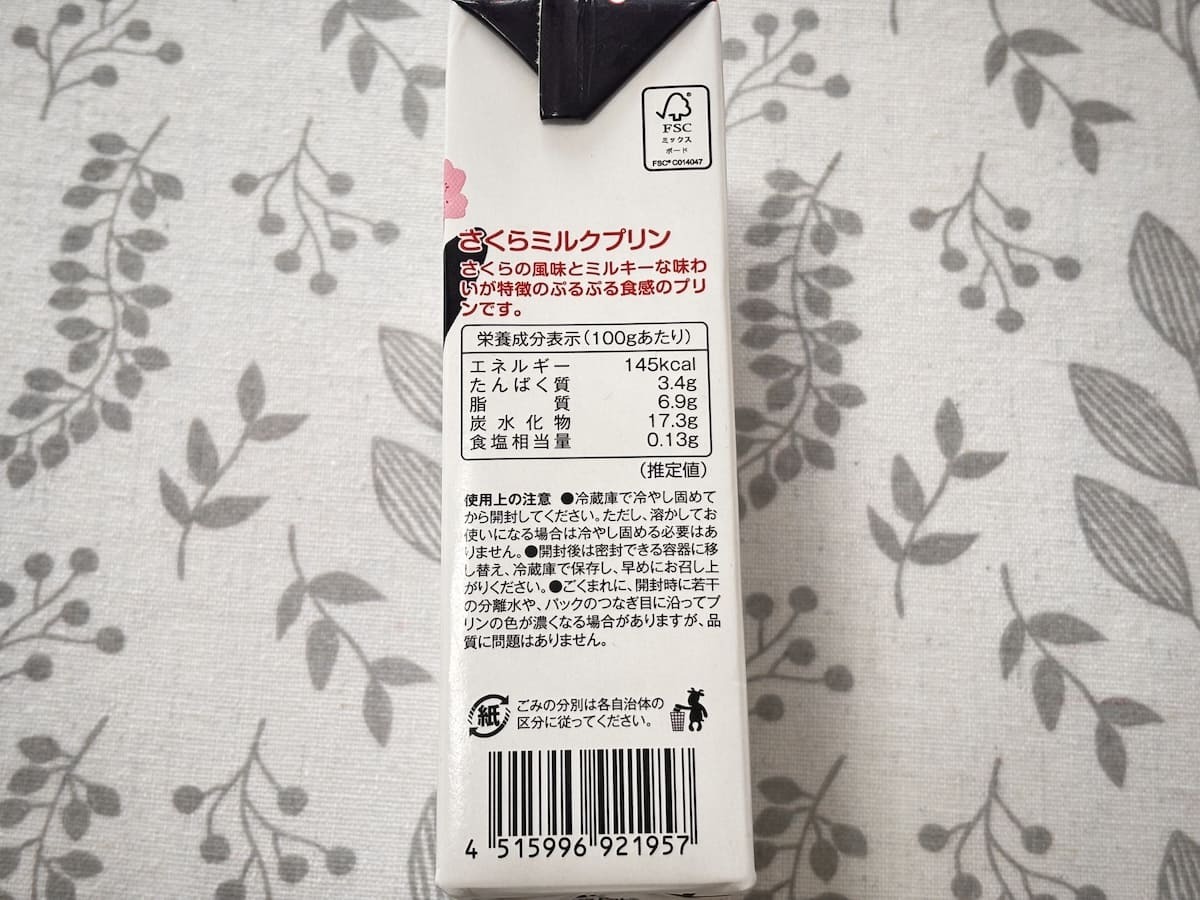 FSC
ミックス
ボード
FSC® C014047
さくらミルクプリン
さくらの風味とミルキーな味わ
いが特徴のぷるぷる食感のプリ
ンです。
栄養成分表示(100gあたり)
エネルギー 145kcal
たんぱく質 3.4g
脂質 6.9g
炭水化物 17.3g
食塩相当量 0.13g
(推定値)
使用上の注意 ●冷蔵庫で冷やし固めて
から開封してください。ただし、溶かしてお
使いになる場合は冷やし固める必要はあ
りません。●開封後は密封できる容器に移
し替え、冷蔵庫で保存し、早めにお召し上
がりください。●ごくまれに、開封時に若干
の分離水や、パックのつなぎ目に沿ってプ
リンの色が濃くなる場合がありますが、品
質に問題はありません。
紙
ごみの分別は各自治体の
区分に従ってください。
4 515996 921957